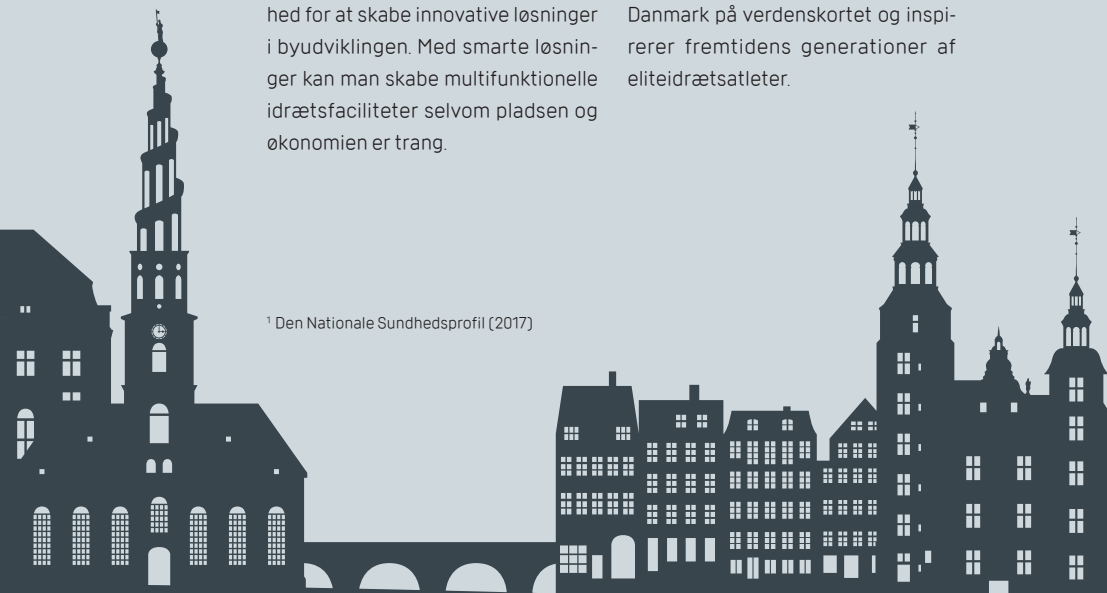 hed for at skabe innovative løsninger
i byudviklingen. Med smarte løsnin-
ger kan man skabe multifunktionelle
idrætsfaciliteter selvom pladsen og
økonomien er trang.
Danmark på verdenskortet og inspi-
rerer fremtidens generationer af
eliteidrætsatleter.
¹ Den Nationale Sundhedsprofil (2017)